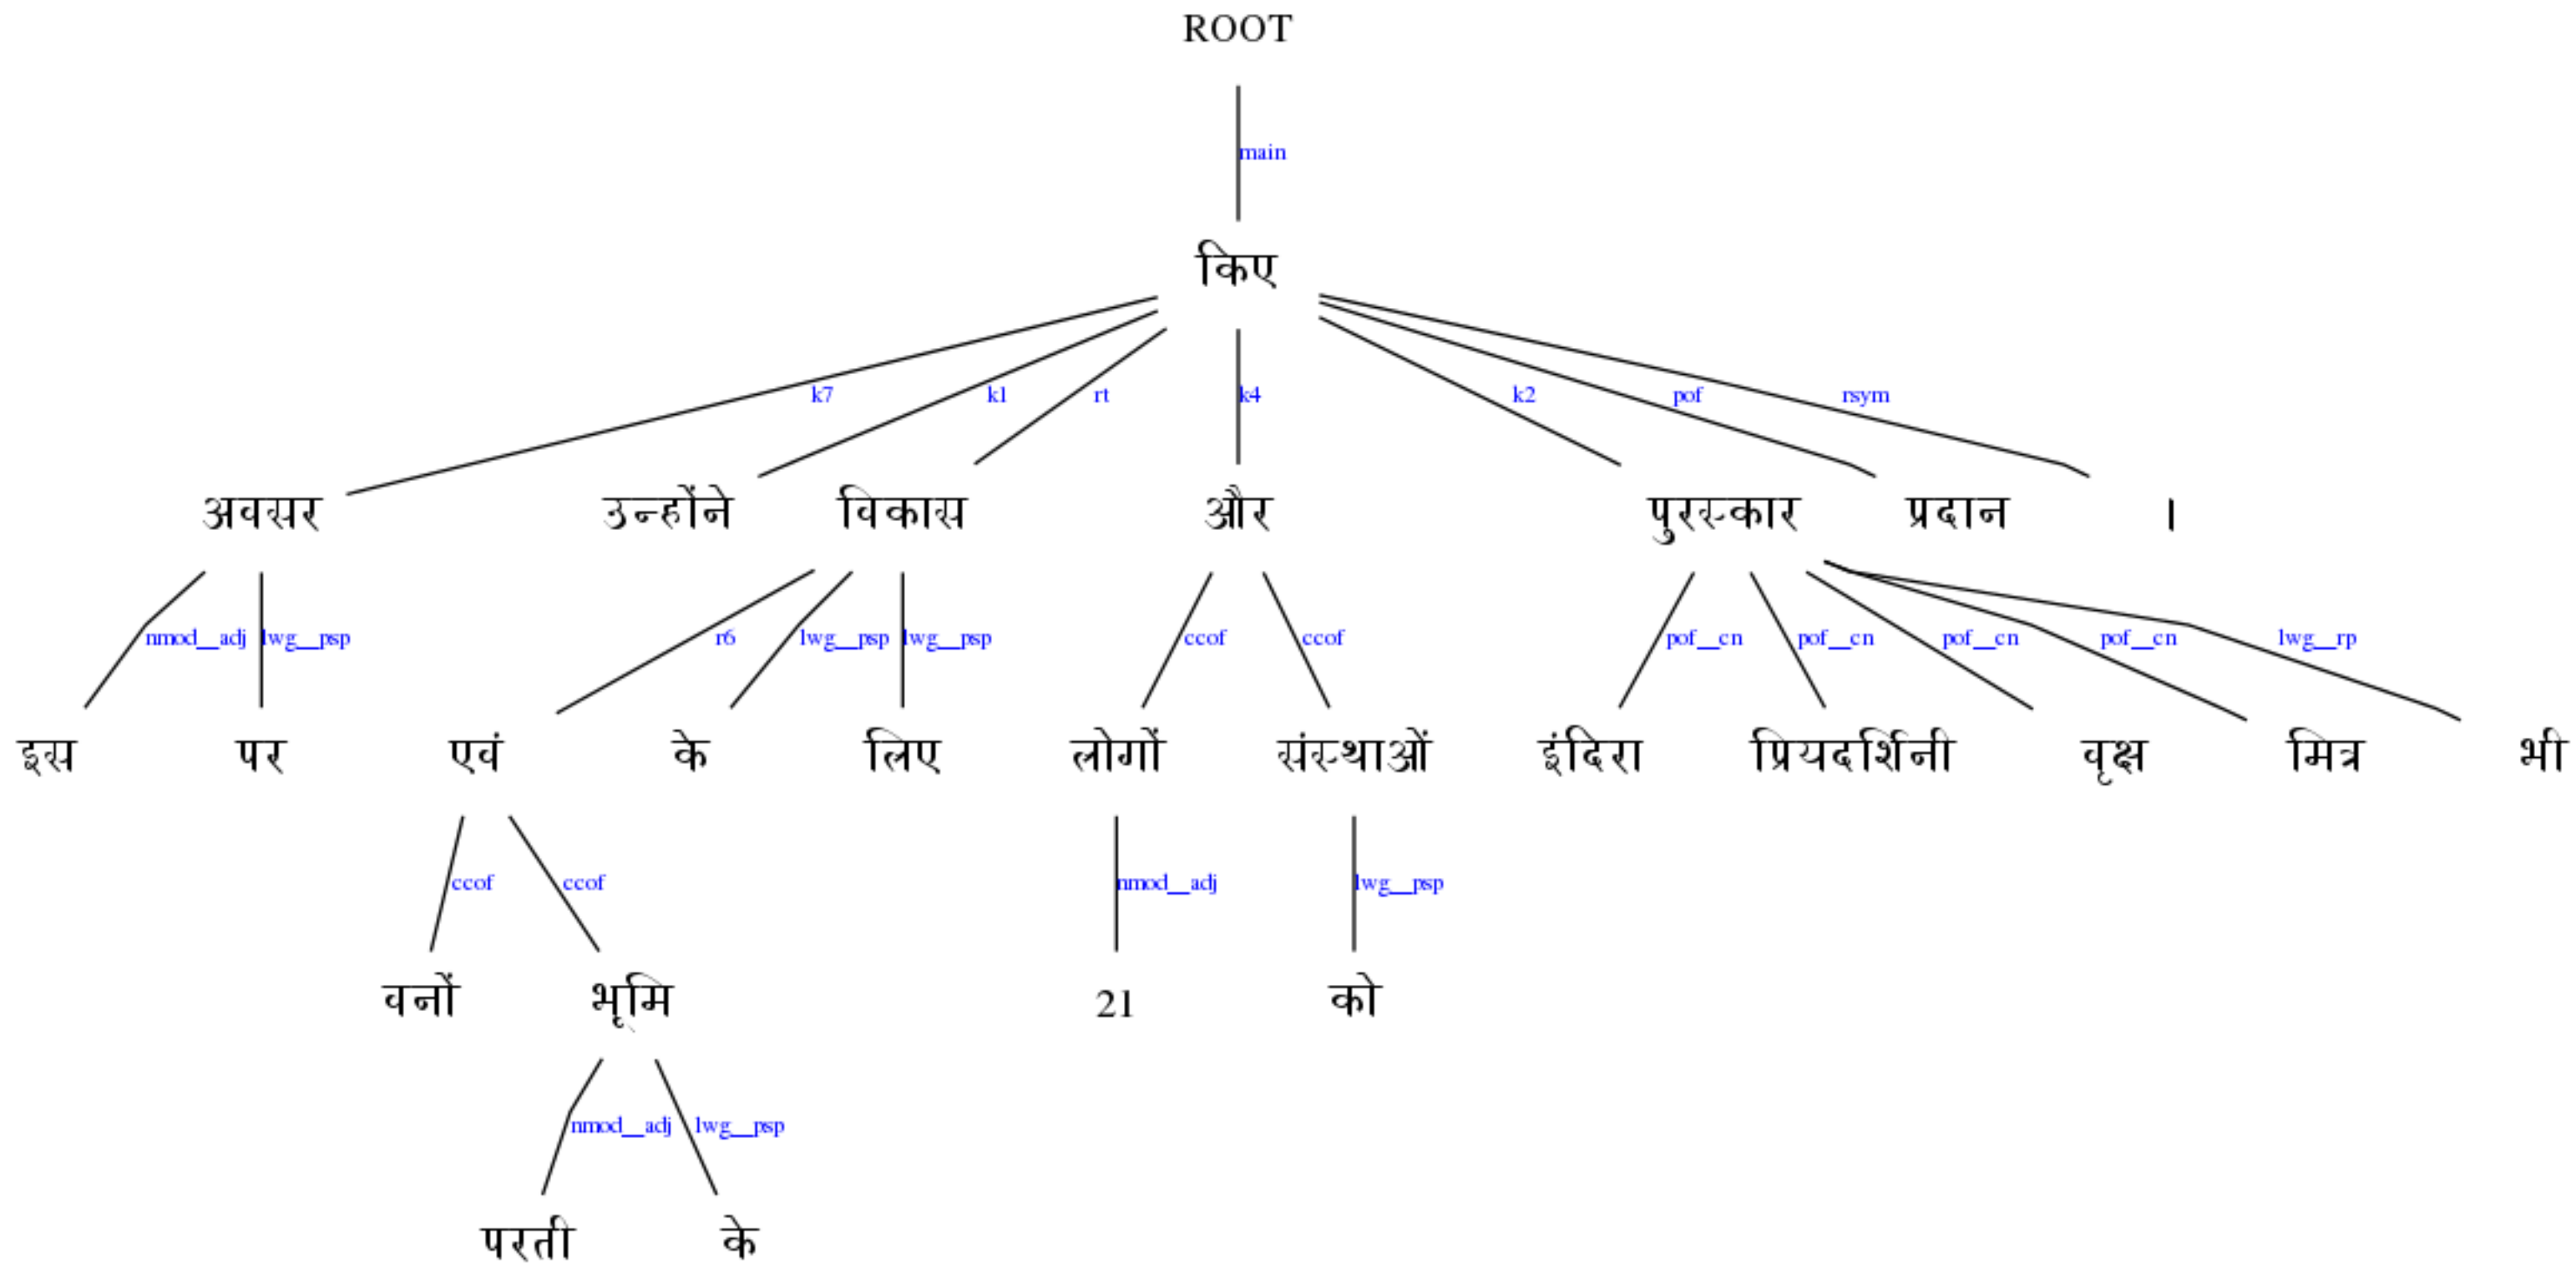 ROOT
main
किए
k7 k1 rt k4 k2 pof rsym
अवसर उन्होंने विकास और पुरस्कार प्रदान ।
nmod__adj lwg__psp r6 lwg__psp lwg__psp ccof ccof pof__cn pof__cn pof__cn pof__cn lwg__rp
इस पर एवं के लिए लोगों संस्थाओं इंदिरा प्रियदर्शिनी वृक्ष मित्र भी
ccof ccof nmod__adj lwg__psp
वनों भूमि 21 को
nmod__adj lwg__psp
परती के